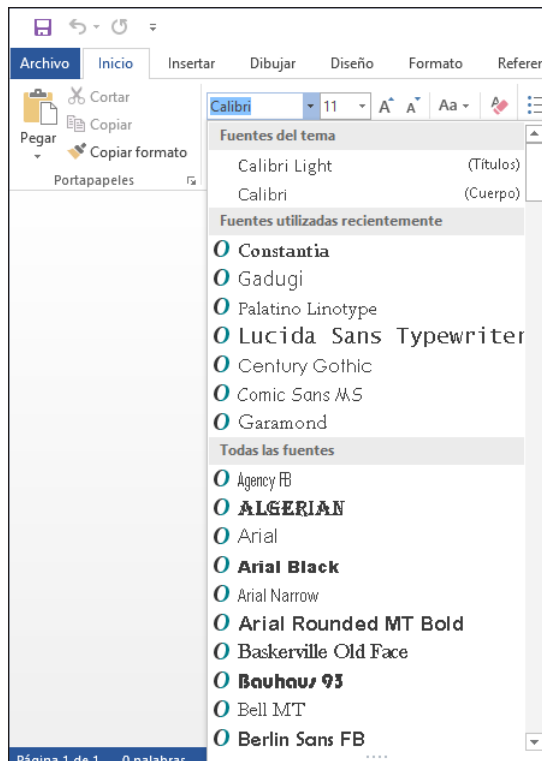 Archivo Inicio Insertar Dibujar Diseño Formato Referen
Cortar
Copiar
Copiar formato
Pegar
Portapapeles
Calibri 11 A A Aa A
Fuentes del tema
Calibri Light (Títulos)
Calibri (Cuerpo)
Fuentes utilizadas recientemente
O Constantia
O Gadugi
O Palatino Linotype
O Lucida Sans Typewriter
O Century Gothic
O Comic Sans MS
O Garamond
Todas las fuentes
O Agency FB
O ALGERIAN
O Arial
O Arial Black
O Arial Narrow
O Arial Rounded MT Bold
O Baskerville Old Face
O Bauhaus 93
O Bell MT
O Berlin Sans FB
Página 1 de 1 0 palabras